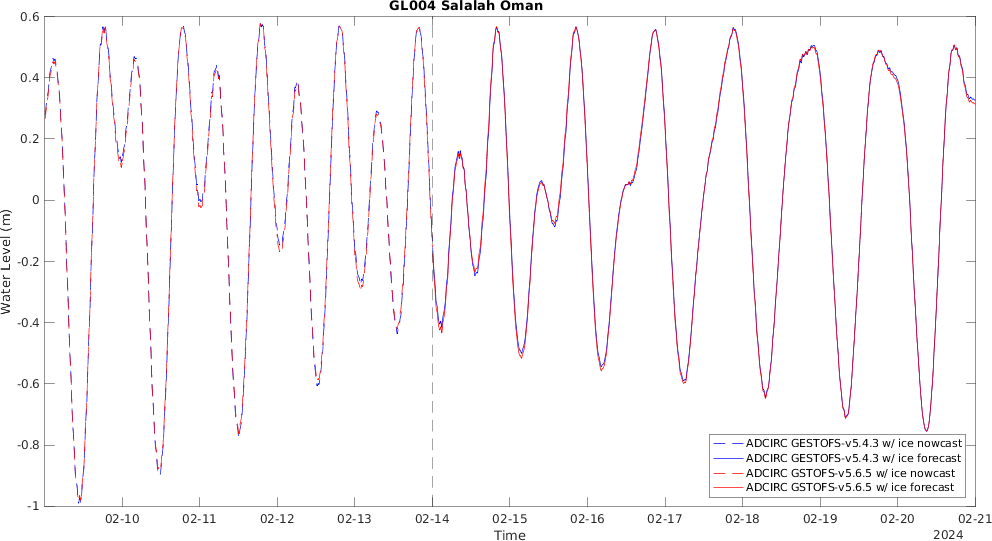 GL004 Salalah Oman
0.6
0.4
0.2
0
-0.2
-0.4
-0.6
-0.8
-1
Water Level (m)
ADCIRC GESTOFS-v5.4.3 w/ ice nowcast
ADCIRC GESTOFS-v5.4.3 w/ ice forecast
ADCIRC GSTOFS-v5.6.5 w/ ice nowcast
ADCIRC GSTOFS-v5.6.5 w/ ice forecast
02-10 02-11 02-12 02-13 02-14 02-15 02-16 02-17 02-18 02-19 02-20 02-21
Time
2024